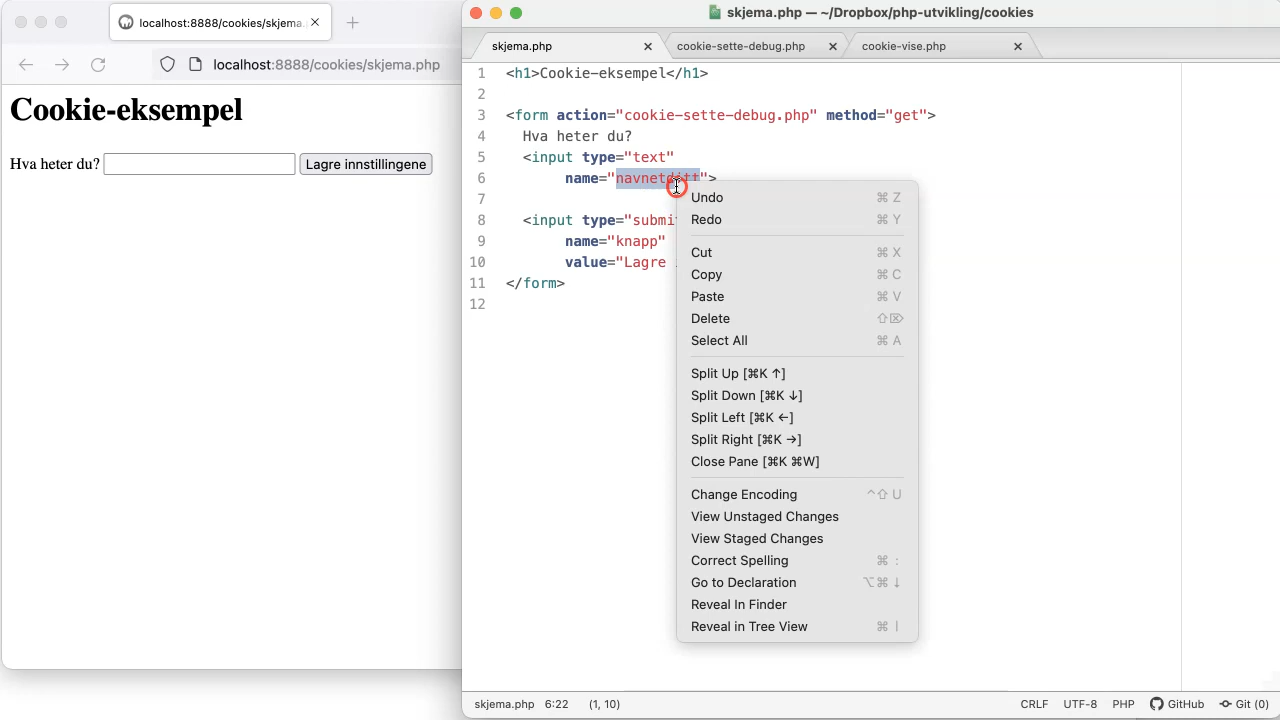 localhost:8888/cookies/skjema.
localhost:8888/cookies/skjema.php
Cookie-eksempel
Hva heter du?
Lagre innstillingene
skjema.php — ~/Dropbox/php-utvikling/cookies
skjema.php
cookie-sette-debug.php
cookie-vise.php
1 <h1>Cookie-eksempel</h1>
2
3 <form action="cookie-sette-debug.php" method="get">
4 Hva heter du?
5 <input type="text"
6 name="navnetditt">
7
8 <input type="submi
9 name="knapp"
10 value="Lagre
11 </form>
12
Undo ⌘ Z
Redo ⌘ Y
Cut ⌘ X
Copy ⌘ C
Paste ⌘ V
Delete ⇧⌦
Select All ⌘ A
Split Up [⌘K ↑]
Split Down [⌘K ↓]
Split Left [⌘K ←]
Split Right [⌘K →]
Close Pane [⌘K ⌘W]
Change Encoding ^⇧ U
View Unstaged Changes
View Staged Changes
Correct Spelling ⌘ :
Go to Declaration ⌥⌘ ↓
Reveal In Finder
Reveal in Tree View ⌘ |
skjema.php 6:22 (1, 10)
CRLF UTF-8 PHP GitHub Git (0)